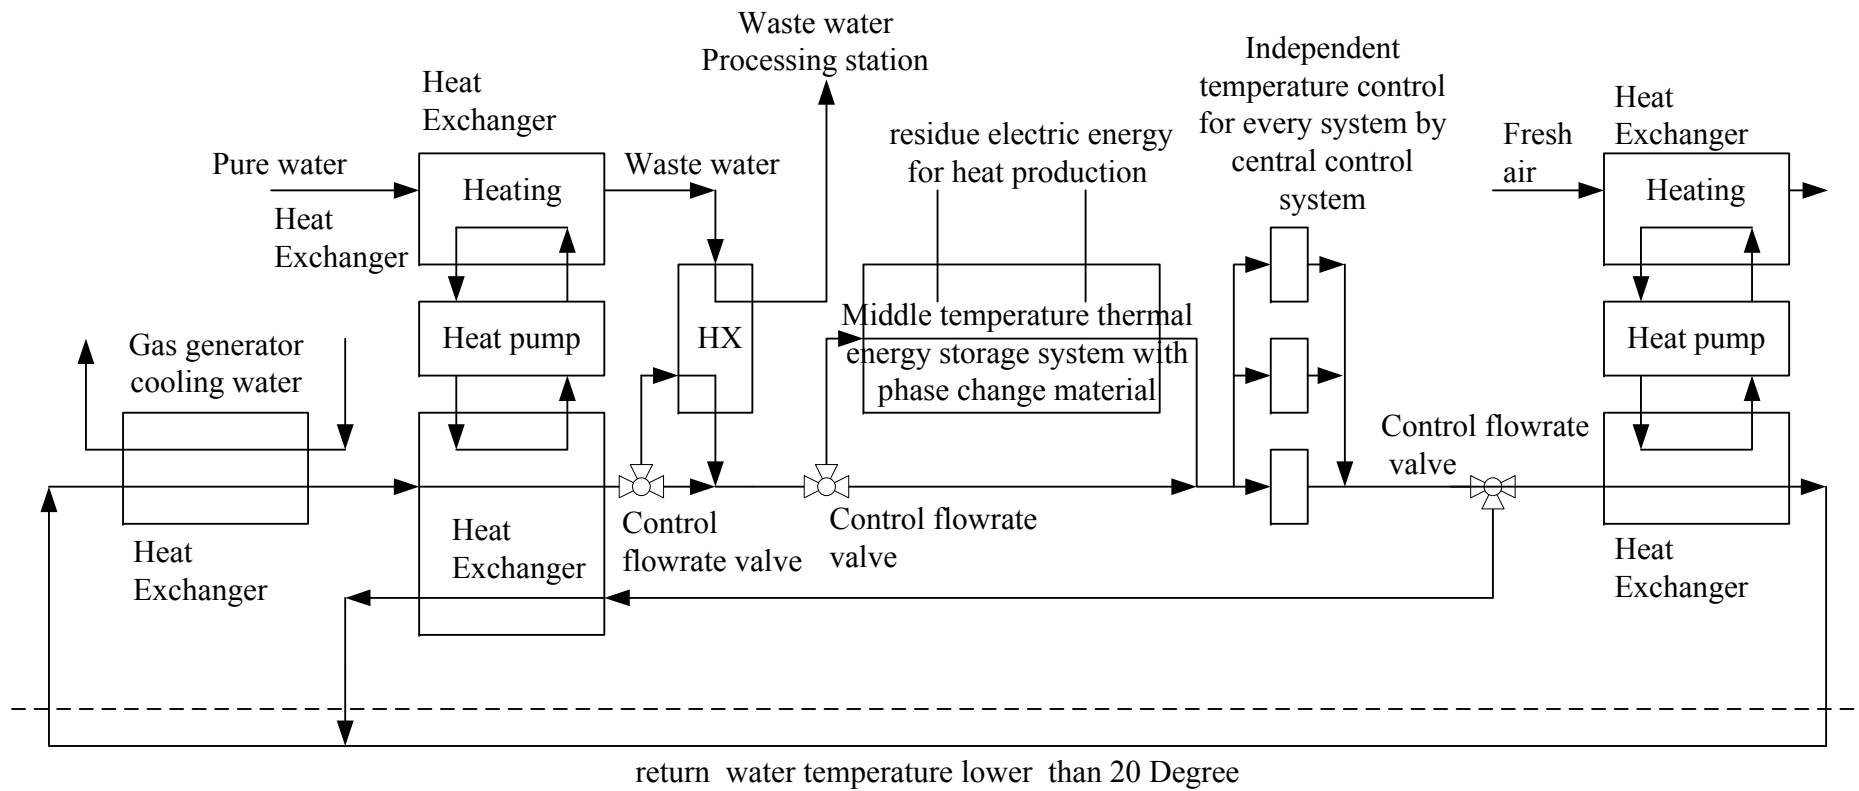 Waste water
Processing station
Heat
Exchanger
Pure water
Heating
Waste water
Heat
Exchanger
residue electric energy
for heat production
Independent
temperature control
for every system by
central control
system
Heat
Exchanger
Fresh
air
Heating
Gas generator
cooling water
Heat pump
HX
Middle temperature thermal
energy storage system with
phase change material
Heat pump
Control flowrate
valve
Heat
Exchanger
Heat
Exchanger
Control
flowrate valve
Control flowrate
valve
Heat
Exchanger
return water temperature lower than 20 Degree